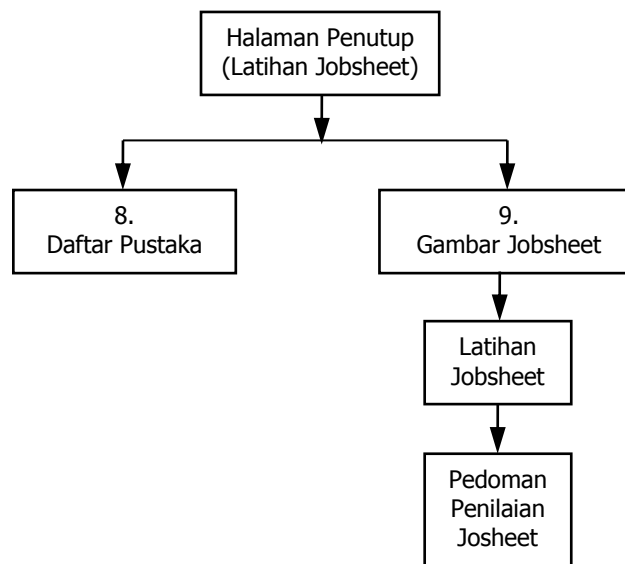 Halaman Penutup
(Latihan Jobsheet)
8.
Daftar Pustaka
9.
Gambar Jobsheet
Latihan
Jobsheet
Pedoman
Penilaian
Josheet